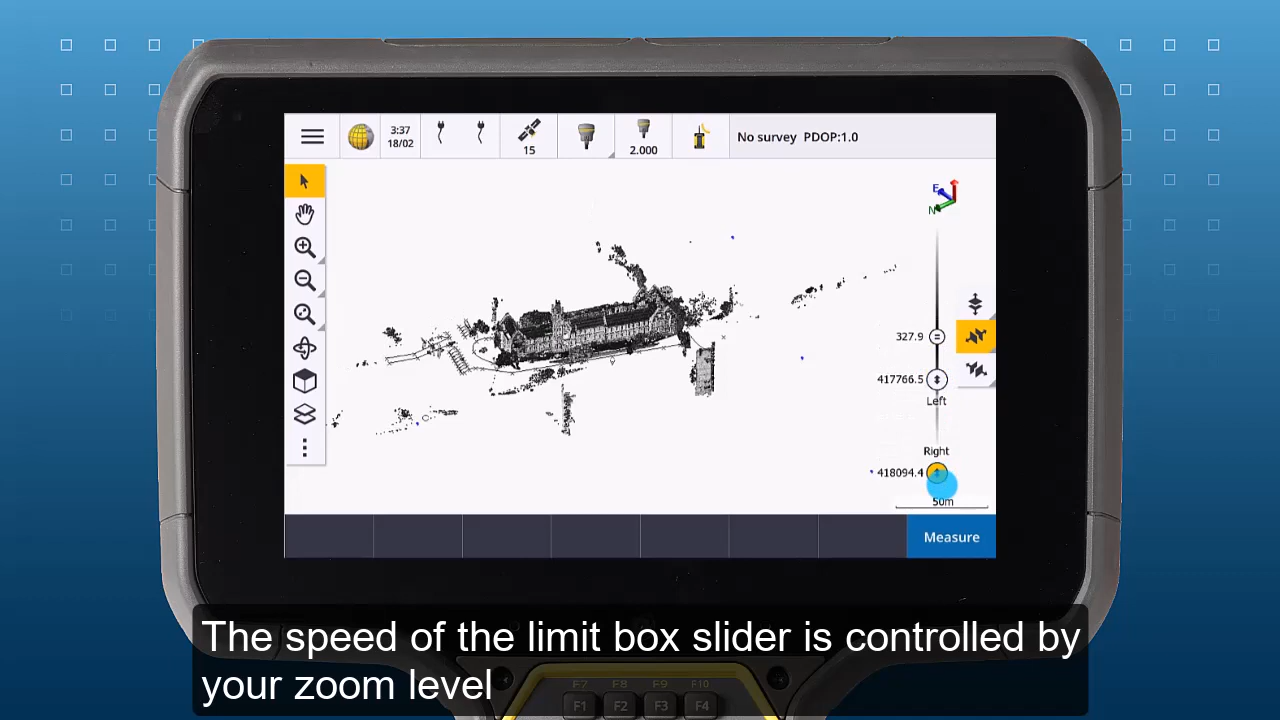 3:37
18/02
15
2.000
No survey PDOP:1.0
E
N
327.9
417766.5
Left
Right
418094.4
50m
Measure
The speed of the limit box slider is controlled by
your zoom level
F7 F8 F9 F10
F1 F2 F3 F4